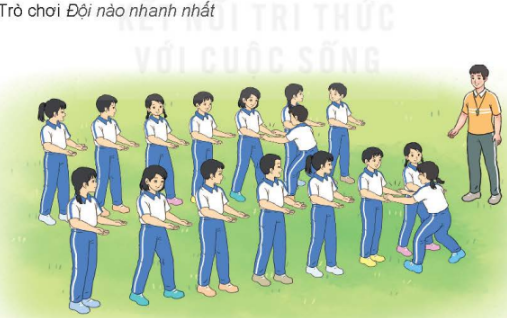 Trò chơi Đội nào nhanh nhất
KẾT NỐI TRI THỨC
VỚI CUỘC SỐNG